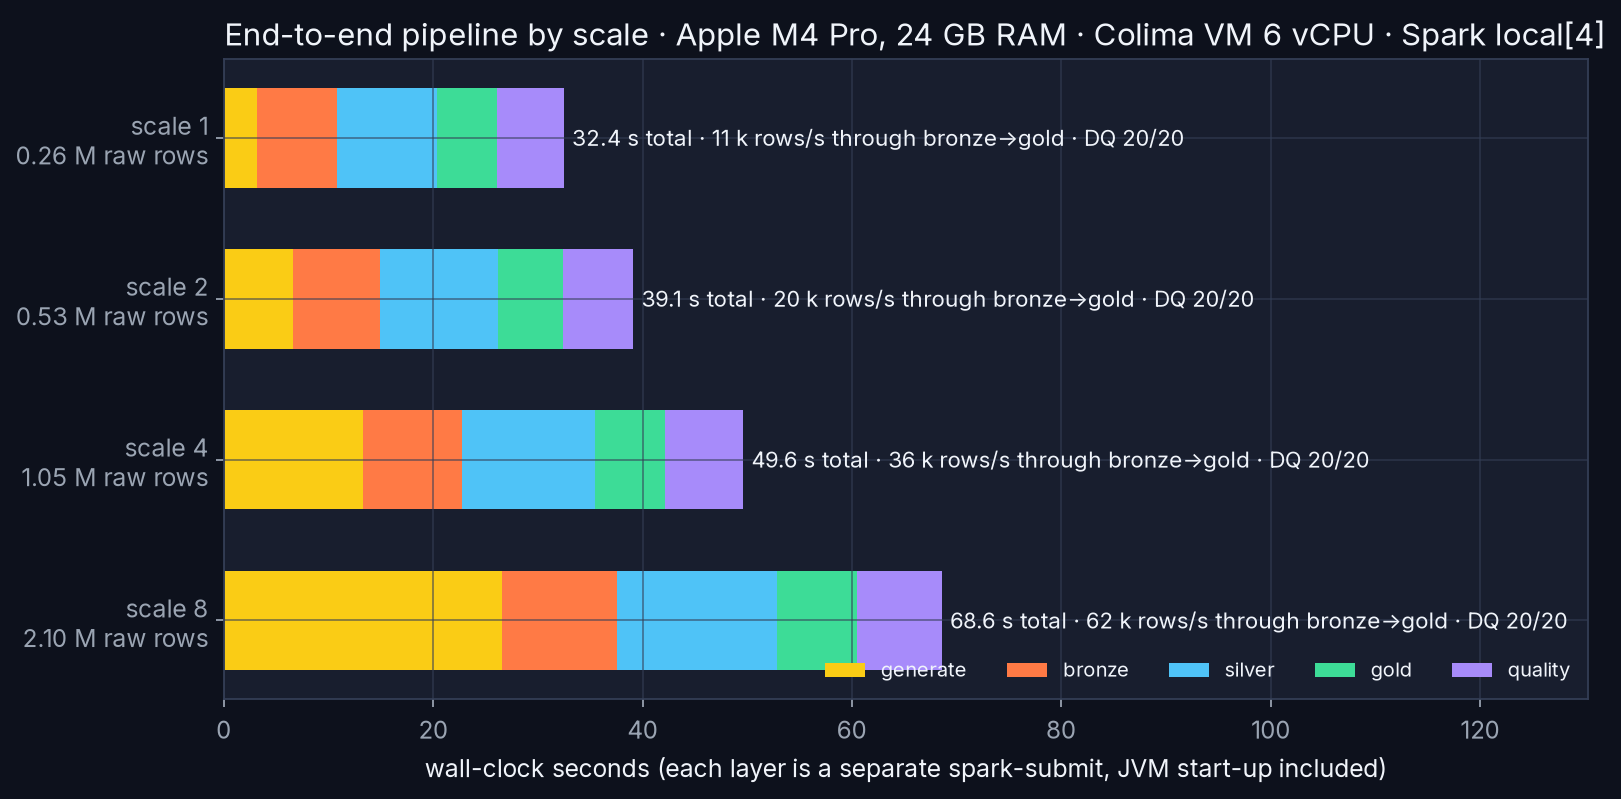 End-to-end pipeline by scale · Apple M4 Pro, 24 GB RAM · Colima VM 6 vCPU · Spark local[4]
scale 1
0.26 M raw rows
32.4 s total · 11 k rows/s through bronze→gold · DQ 20/20
scale 2
0.53 M raw rows
39.1 s total · 20 k rows/s through bronze→gold · DQ 20/20
scale 4
1.05 M raw rows
49.6 s total · 36 k rows/s through bronze→gold · DQ 20/20
scale 8
2.10 M raw rows
68.6 s total · 62 k rows/s through bronze→gold · DQ 20/20
generate bronze silver gold quality
0 20 40 60 80 100 120
wall-clock seconds (each layer is a separate spark-submit, JVM start-up included)